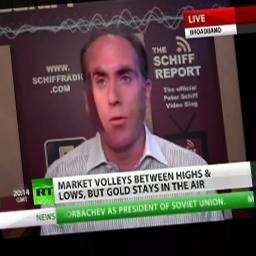 LIVE
BROADBAND
WWW.
SCHIFFRADIO
.COM
THE
SCHIFF
REPORT
The official
Peter Schiff
Video Blog
MARKET VOLLEYS BETWEEN HIGHS &
LOWS, BUT GOLD STAYS IN THE AIR
20:14
GMT
RT
NEWS
ORBACHEV AS PRESIDENT OF SOVIET UNION.
M